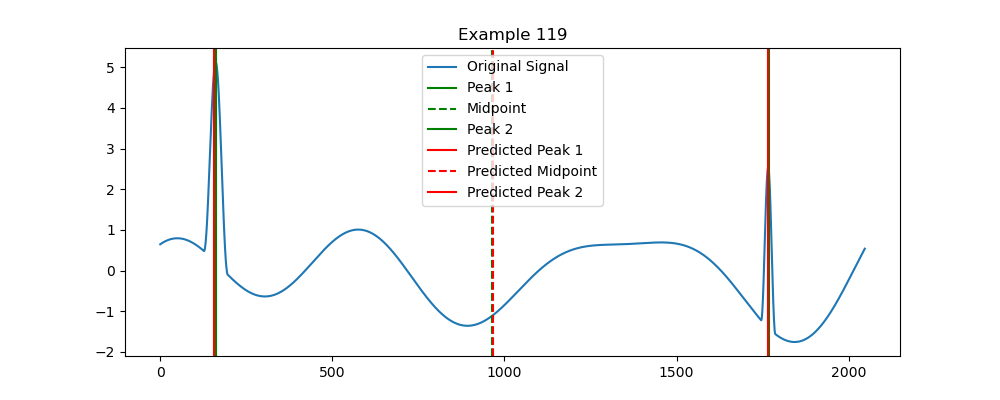 Example 119
Original Signal
Peak 1
Midpoint
Peak 2
Predicted Peak 1
Predicted Midpoint
Predicted Peak 2
5
4
3
2
1
0
−1
−2
0
500
1000
1500
2000